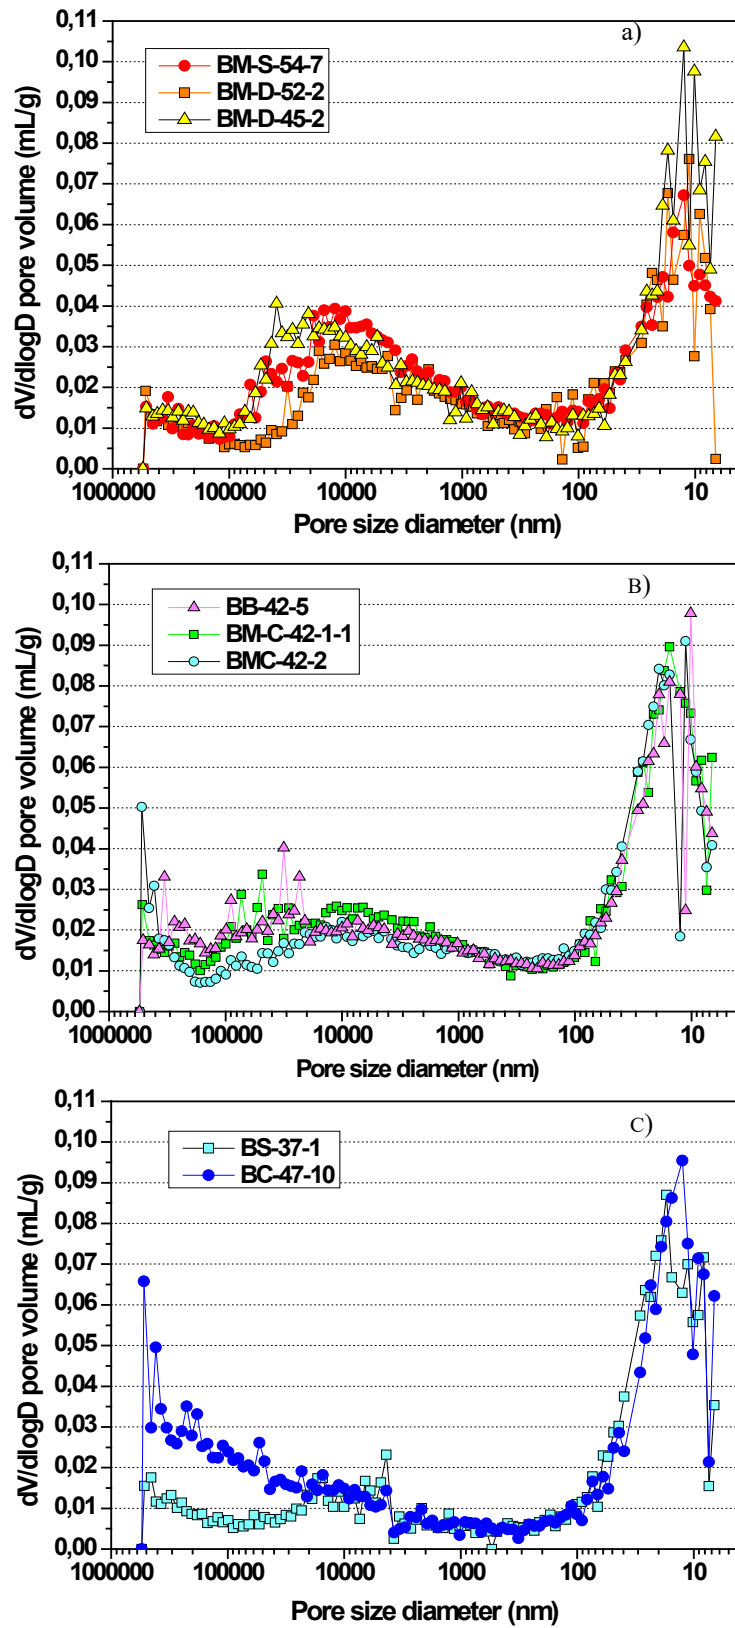 a)
BM-S-54-7
BM-D-52-2
BM-D-45-2
dV/dlogD pore volume (mL/g)
0,11
0,10
0,09
0,08
0,07
0,06
0,05
0,04
0,03
0,02
0,01
0,00
1000000 100000 10000 1000 100 10
Pore size diameter (nm)
B)
BB-42-5
BM-C-42-1-1
BMC-42-2
dV/dlogD pore volume (mL/g)
0,11
0,10
0,09
0,08
0,07
0,06
0,05
0,04
0,03
0,02
0,01
0,00
1000000 100000 10000 1000 100 10
Pore size diameter (nm)
C)
BS-37-1
BC-47-10
dV/dlogD pore volume (mL/g)
0,11
0,10
0,09
0,08
0,07
0,06
0,05
0,04
0,03
0,02
0,01
0,00
1000000 100000 10000 1000 100 10
Pore size diameter (nm)